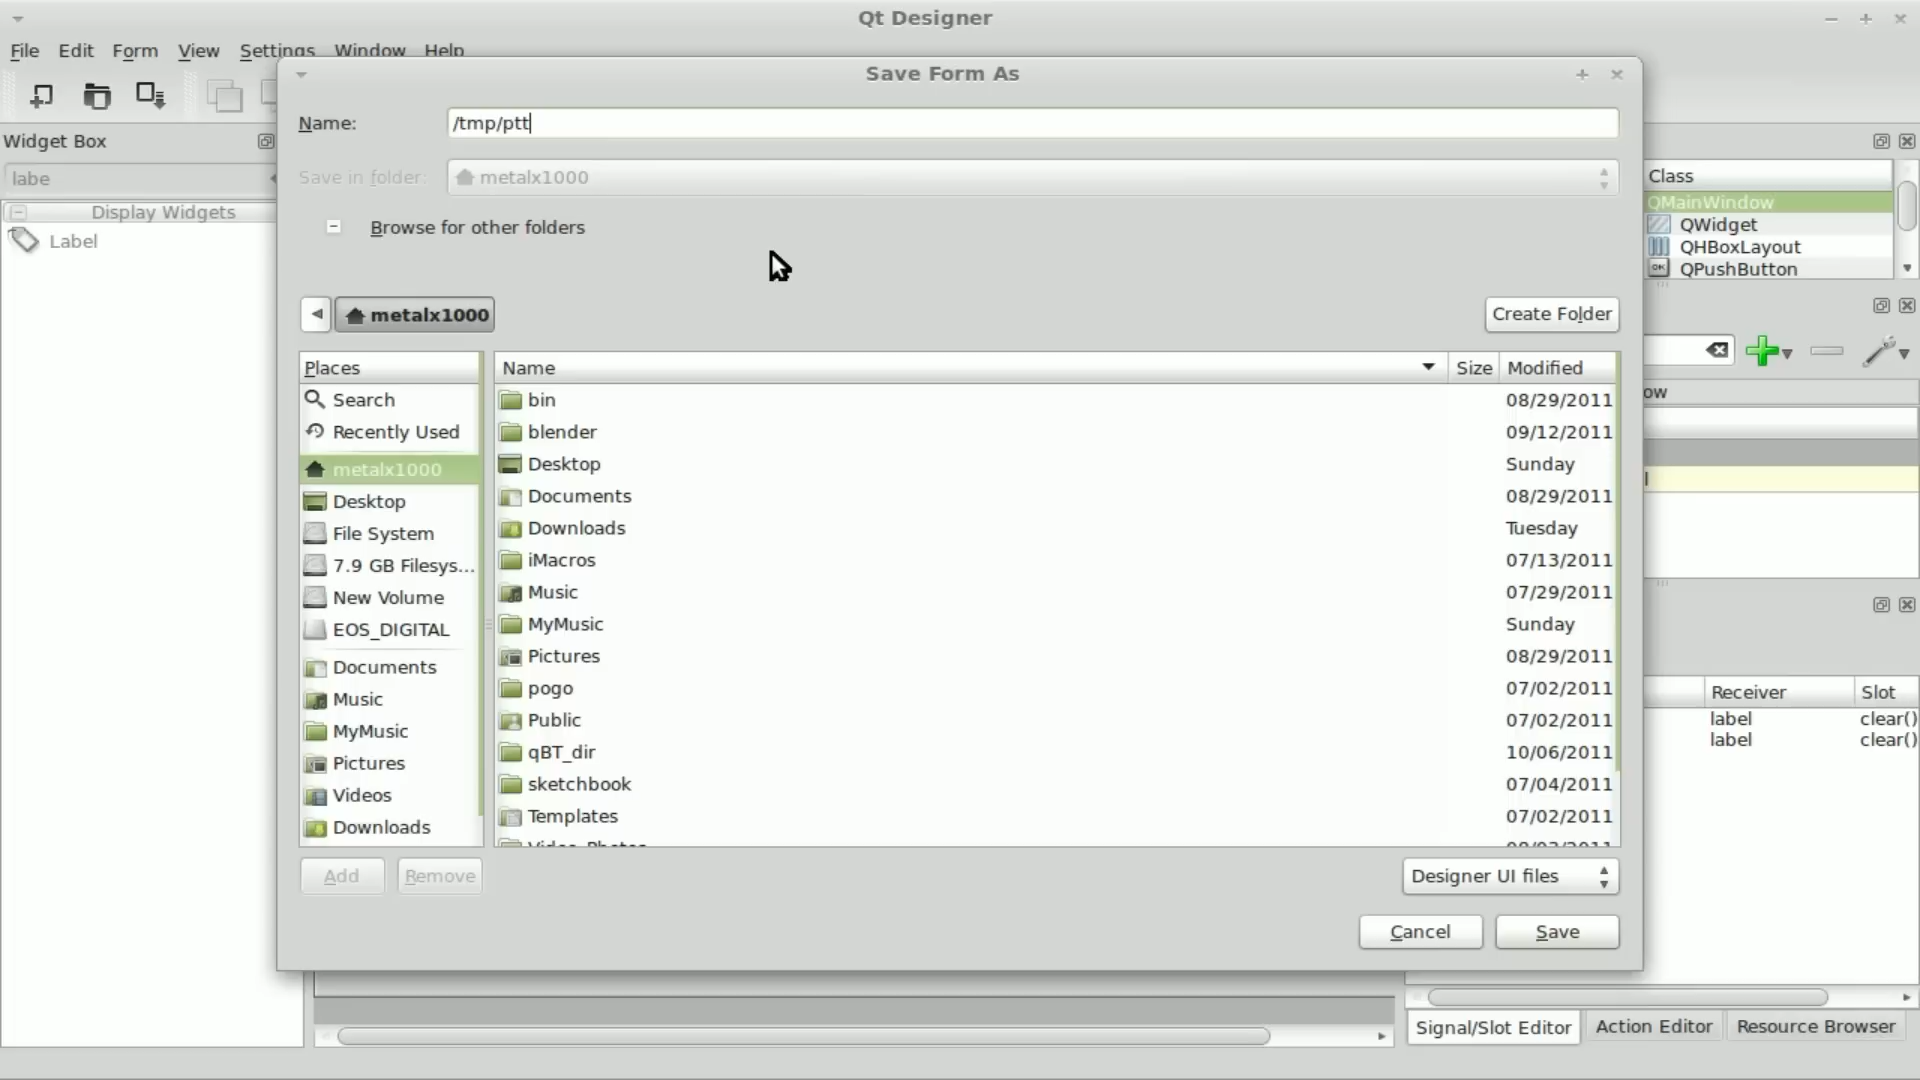 Qt Designer
File Edit Form View Settings Window Help
Save Form As
Name: /tmp/ptt
Widget Box
labe
Save in folder: metalx1000
Class
Display Widgets
QMainWindow
Label
Browse for other folders
QWidget
QHBoxLayout
QPushButton
metalx1000
Create Folder
Places
Name Size Modified
ow
Search
bin 08/29/2011
Recently Used
blender 09/12/2011
metalx1000
Desktop Sunday
Desktop
Documents 08/29/2011
File System
Downloads Tuesday
7.9 GB Filesys...
iMacros 07/13/2011
New Volume
Music 07/29/2011
EOS_DIGITAL
MyMusic Sunday
Documents
Pictures 08/29/2011
Music
pogo 07/02/2011
Receiver Slot
MyMusic
Public 07/02/2011
label clear()
label clear()
Pictures
qBT_dir 10/06/2011
Videos
sketchbook 07/04/2011
Downloads
Templates 07/02/2011
Add Remove
Designer UI files
Cancel Save
Signal/Slot Editor Action Editor Resource Browser